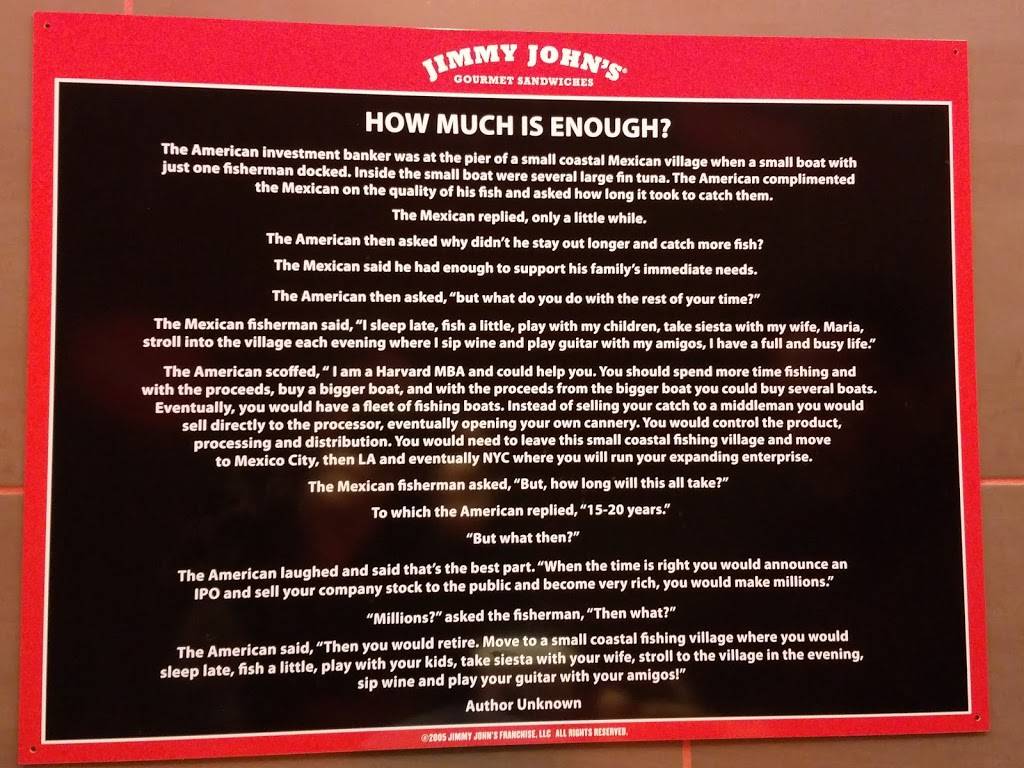 JIMMY JOHN'S®
GOURMET SANDWICHES
HOW MUCH IS ENOUGH?
The American investment banker was at the pier of a small coastal Mexican village when a small boat with
just one fisherman docked. Inside the small boat were several large fin tuna. The American complimented
the Mexican on the quality of his fish and asked how long it took to catch them.
The Mexican replied, only a little while.
The American then asked why didn't he stay out longer and catch more fish?
The Mexican said he had enough to support his family's immediate needs.
The American then asked, "but what do you do with the rest of your time?"
The Mexican fisherman said, "I sleep late, fish a little, play with my children, take siesta with my wife, Maria,
stroll into the village each evening where I sip wine and play guitar with my amigos, I have a full and busy life."
The American scoffed, " I am a Harvard MBA and could help you. You should spend more time fishing and
with the proceeds, buy a bigger boat, and with the proceeds from the bigger boat you could buy several boats.
Eventually, you would have a fleet of fishing boats. Instead of selling your catch to a middleman you would
sell directly to the processor, eventually opening your own cannery. You would control the product,
processing and distribution. You would need to leave this small coastal fishing village and move
to Mexico City, then LA and eventually NYC where you will run your expanding enterprise.
The Mexican fisherman asked, "But, how long will this all take?"
To which the American replied, "15-20 years."
"But what then?"
The American laughed and said that's the best part. "When the time is right you would announce an
IPO and sell your company stock to the public and become very rich, you would make millions."
"Millions?" asked the fisherman, "Then what?"
The American said, "Then you would retire. Move to a small coastal fishing village where you would
sleep late, fish a little, play with your kids, take siesta with your wife, stroll to the village in the evening,
sip wine and play your guitar with your amigos!"
Author Unknown
©2005 JIMMY JOHN'S FRANCHISE, LLC ALL RIGHTS RESERVED.